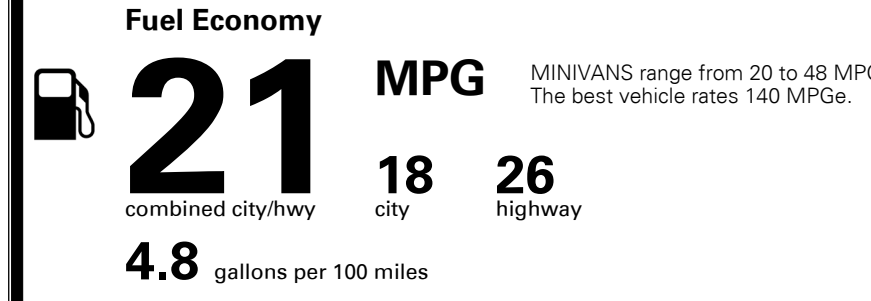 Fuel Economy
21 MPG
MINIVANS range from 20 to 48 MPG
The best vehicle rates 140 MPGe.
18 26
combined city/hwy city highway
4.8 gallons per 100 miles